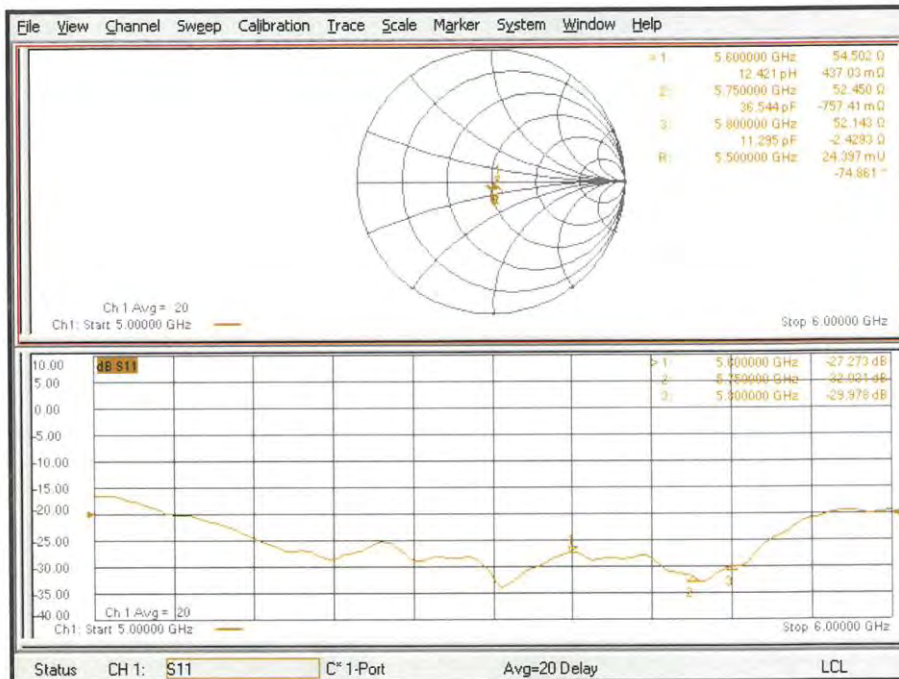 File View Channel Sweep Calibration Trace Scale Marker System Window Help
> 1: 5.600000 GHz 54.502 Ω
12.421 pH 437.03 mΩ
2: 5.750000 GHz 52.450 Ω
36.544 pF -757.41 mΩ
3: 5.800000 GHz 52.143 Ω
11.295 pF -2.4293 Ω
R: 5.500000 GHz 24.397 mU
-74.861 °
1
R
Ch 1 Avg = 20
Ch1: Start 5.00000 GHz
Stop 6.00000 GHz
10.00
dB S11
> 1: 5.600000 GHz -27.273 dB
5.00
2: 5.750000 GHz
0.00
3: 5.800000 GHz -29.978 dB
-5.00
-10.00
-15.00
-20.00
-25.00
-30.00
-35.00
-40.00
1
2
3
Ch 1 Avg = 20
Ch1: Start 5.00000 GHz
Stop 6.00000 GHz
Status CH 1: S11 C* 1-Port Avg=20 Delay LCL